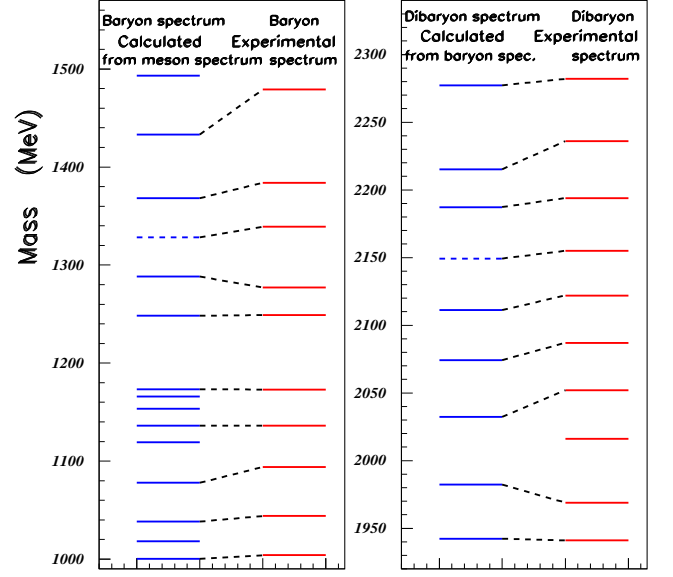 Baryon spectrum
Calculated
from meson spectrum
Baryon
Experimental
spectrum
Mass (MeV)
1500
1400
1300
1200
1100
1000
Dibaryon spectrum
Calculated
from baryon spec.
Dibaryon
Experimental
spectrum
2300
2250
2200
2150
2100
2050
2000
1950